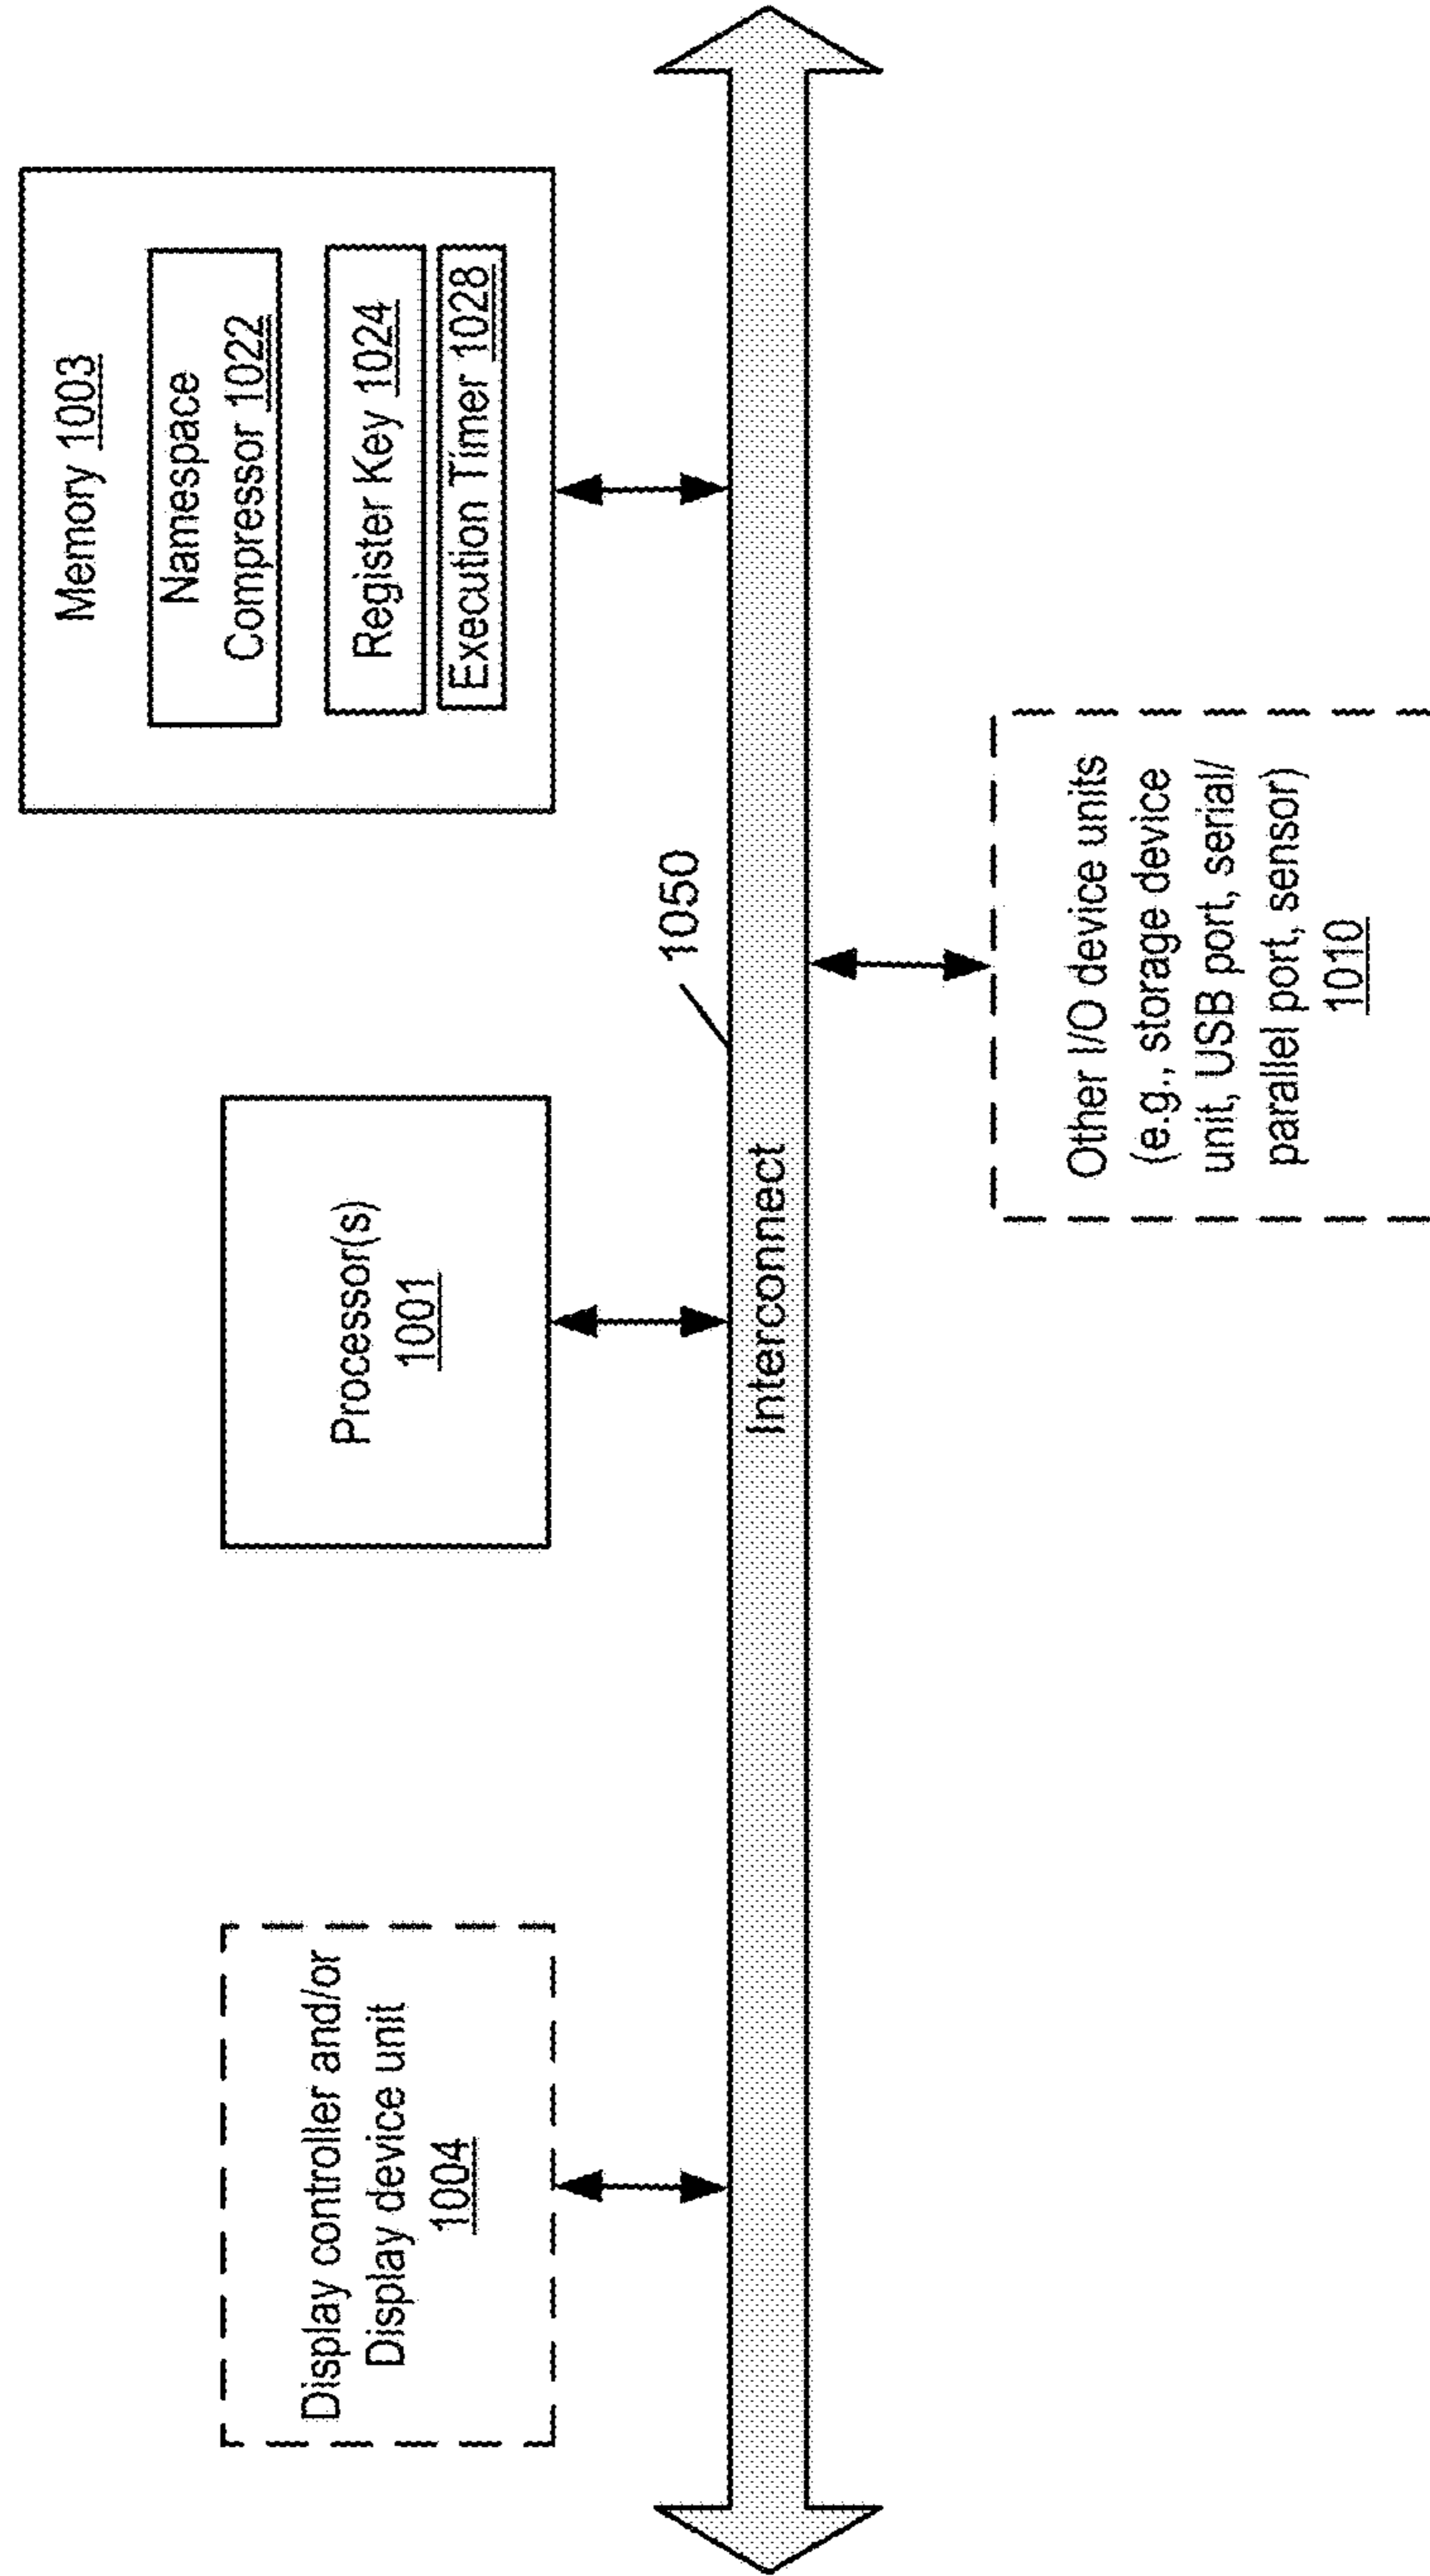 Display controller and/or
Display device unit
1004
Processor(s)
1001
Memory 1003
Namespace
Compressor 1022
Register Key 1024
Execution Timer 1028
1050
Interconnect
Other I/O device units
(e.g., storage device
unit, USB port, serial/
parallel port, sensor)
1010